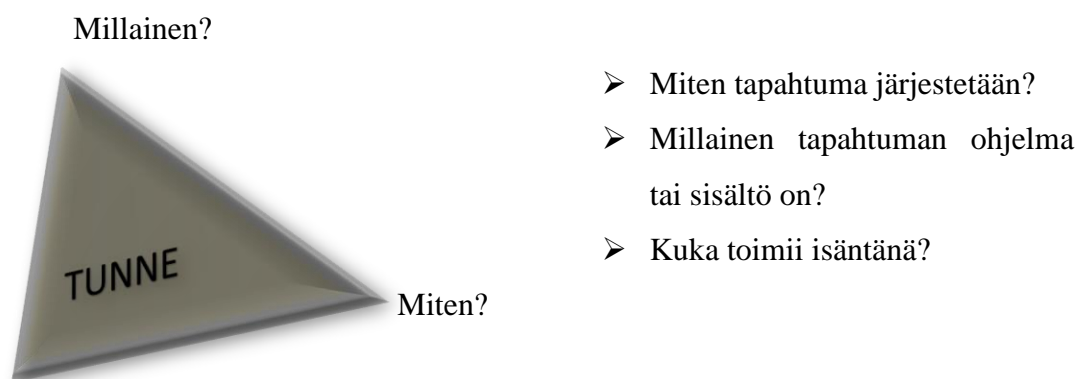 Millainen?
➢ Miten tapahtuma järjestetään?
➢ Millainen tapahtuman ohjelma
tai sisältö on?
➢ Kuka toimii isäntänä?
TUNNE
Miten?